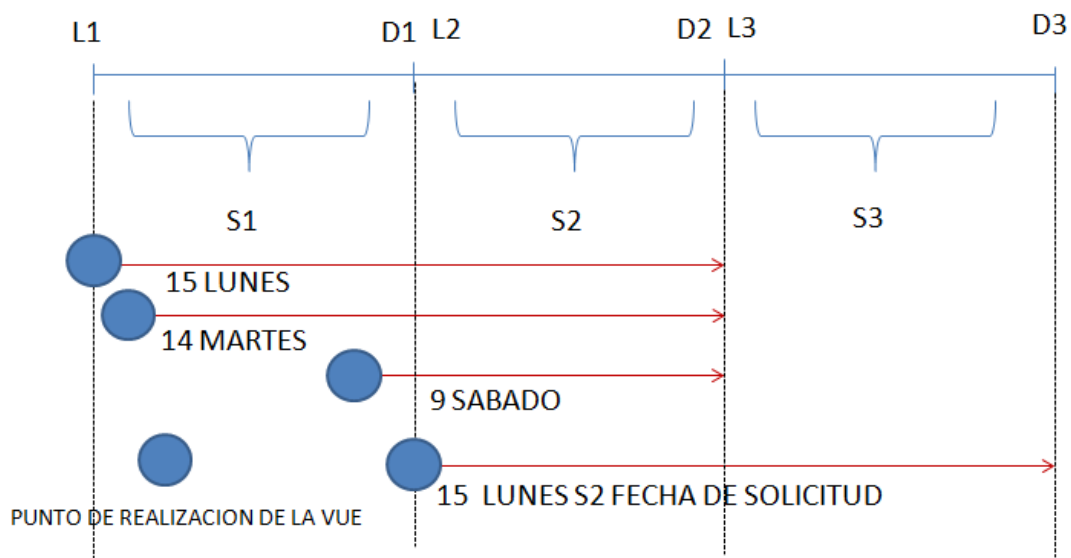 L1 D1 L2 D2 L3 D3
S1 S2 S3
15 LUNES
14 MARTES
9 SABADO
15 LUNES S2 FECHA DE SOLICITUD
PUNTO DE REALIZACION DE LA VUE